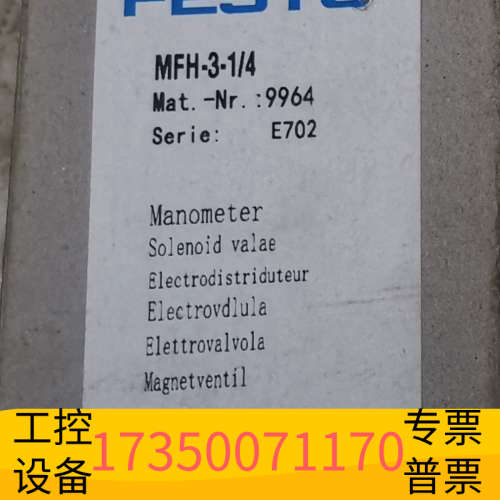 FESTO
MFH-3-1/4
Mat.-Nr.:9964
Serie: E702
Manometer
Solenoid valae
Electrodistriduteur
Electrovdlula
Elettrovalvola
Magnetventil
工控 17350071170 专票
设备 普票